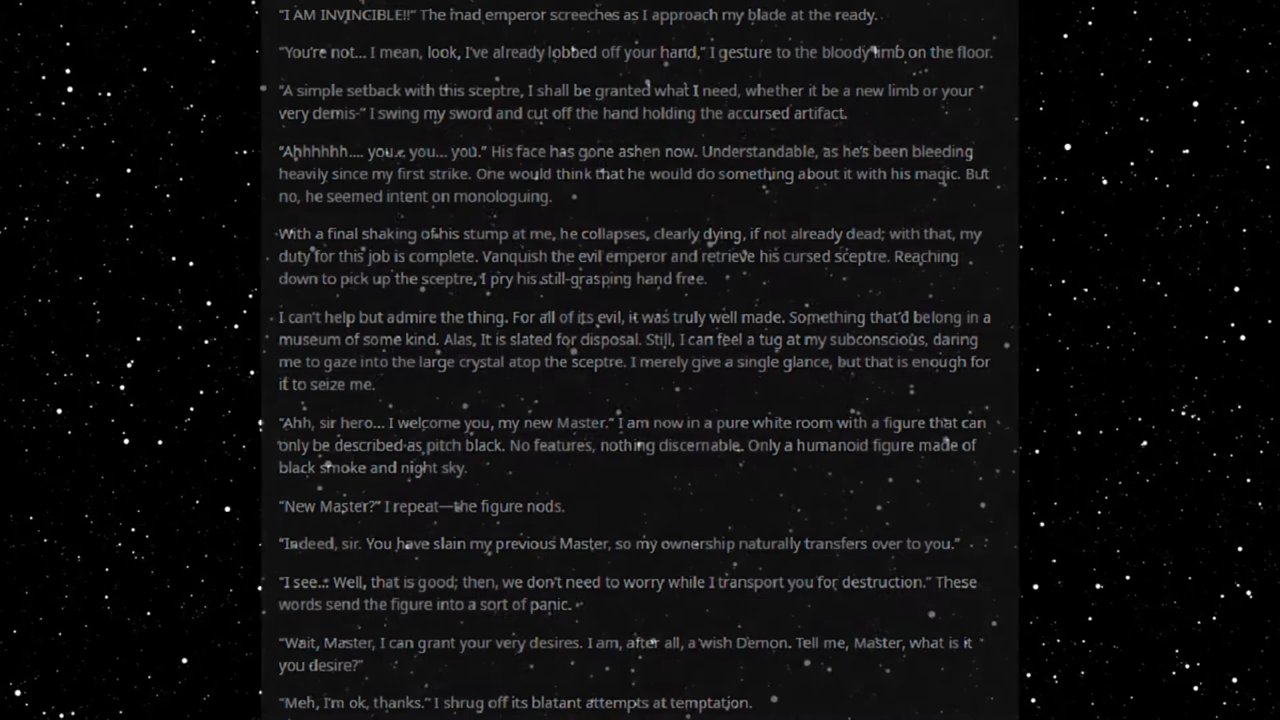 “I AM INVINCIBLE!!” The mad emperor screeches as I approach my blade at the ready.
“You’re not... I mean, look, I’ve already lobbed off your hand,” I gesture to the bloody limb on the floor.
“A simple setback with this sceptre, I shall be granted what I need, whether it be a new limb or your
very demis-” I swing my sword and cut off the hand holding the accursed artifact.
“Ahhhhhh.... you... you... you.” His face has gone ashen now. Understandable, as he’s been bleeding
heavily since my first strike. One would think that he would do something about it with his magic. But
no, he seemed intent on monologuing.
With a final shaking of his stump at me, he collapses, clearly dying, if not already dead; with that, my
duty for this job is complete. Vanquish the evil emperor and retrieve his cursed sceptre. Reaching
down to pick up the sceptre, I pry his still-grasping hand free.
I can’t help but admire the thing. For all of its evil, it was truly well made. Something that’d belong in a
museum of some kind. Alas, It is slated for disposal. Still, I can feel a tug at my subconscious, daring
me to gaze into the large crystal atop the sceptre. I merely give a single glance, but that is enough for
it to seize me.
“Ahh, sir hero... I welcome you, my new Master.” I am now in a pure white room with a figure that can
only be described as pitch black. No features, nothing discernable. Only a humanoid figure made of
black smoke and night sky.
“New Master?” I repeat—the figure nods.
“Indeed, sir. You have slain my previous Master, so my ownership naturally transfers over to you.”
“I see... Well, that is good; then, we don’t need to worry while I transport you for destruction.” These
words send the figure into a sort of panic.
“Wait, Master, I can grant your very desires. I am, after all, a wish Demon. Tell me, Master, what is it
you desire?”
“Meh, I’m ok, thanks.” I shrug off its blatant attempts at temptation.